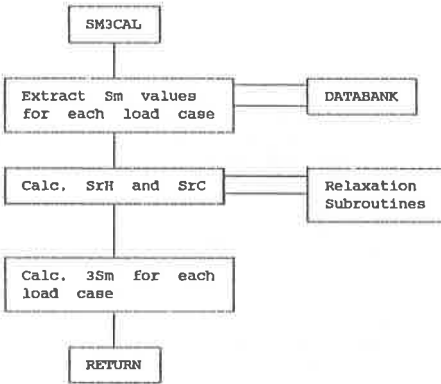 SM3CAL
Extract Sm values
for each load case
DATABANK
Calc. SrH and SrC
Relaxation
Subroutines
Calc. 3Sm for each
load case
RETURN